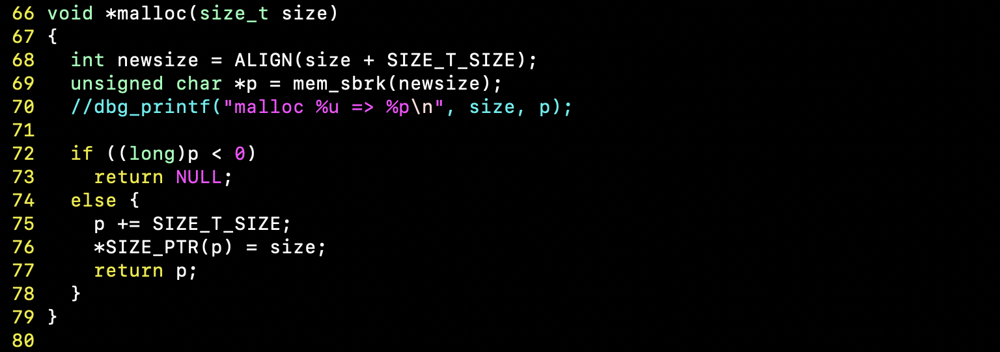 66 void *malloc(size_t size)
67 {
68   int newsize = ALIGN(size + SIZE_T_SIZE);
69   unsigned char *p = mem_sbrk(newsize);
70   //dbg_printf("malloc %u => %p\n", size, p);
71
72   if ((long)p < 0)
73     return NULL;
74   else {
75     p += SIZE_T_SIZE;
76     *SIZE_PTR(p) = size;
77     return p;
78   }
79 }
80